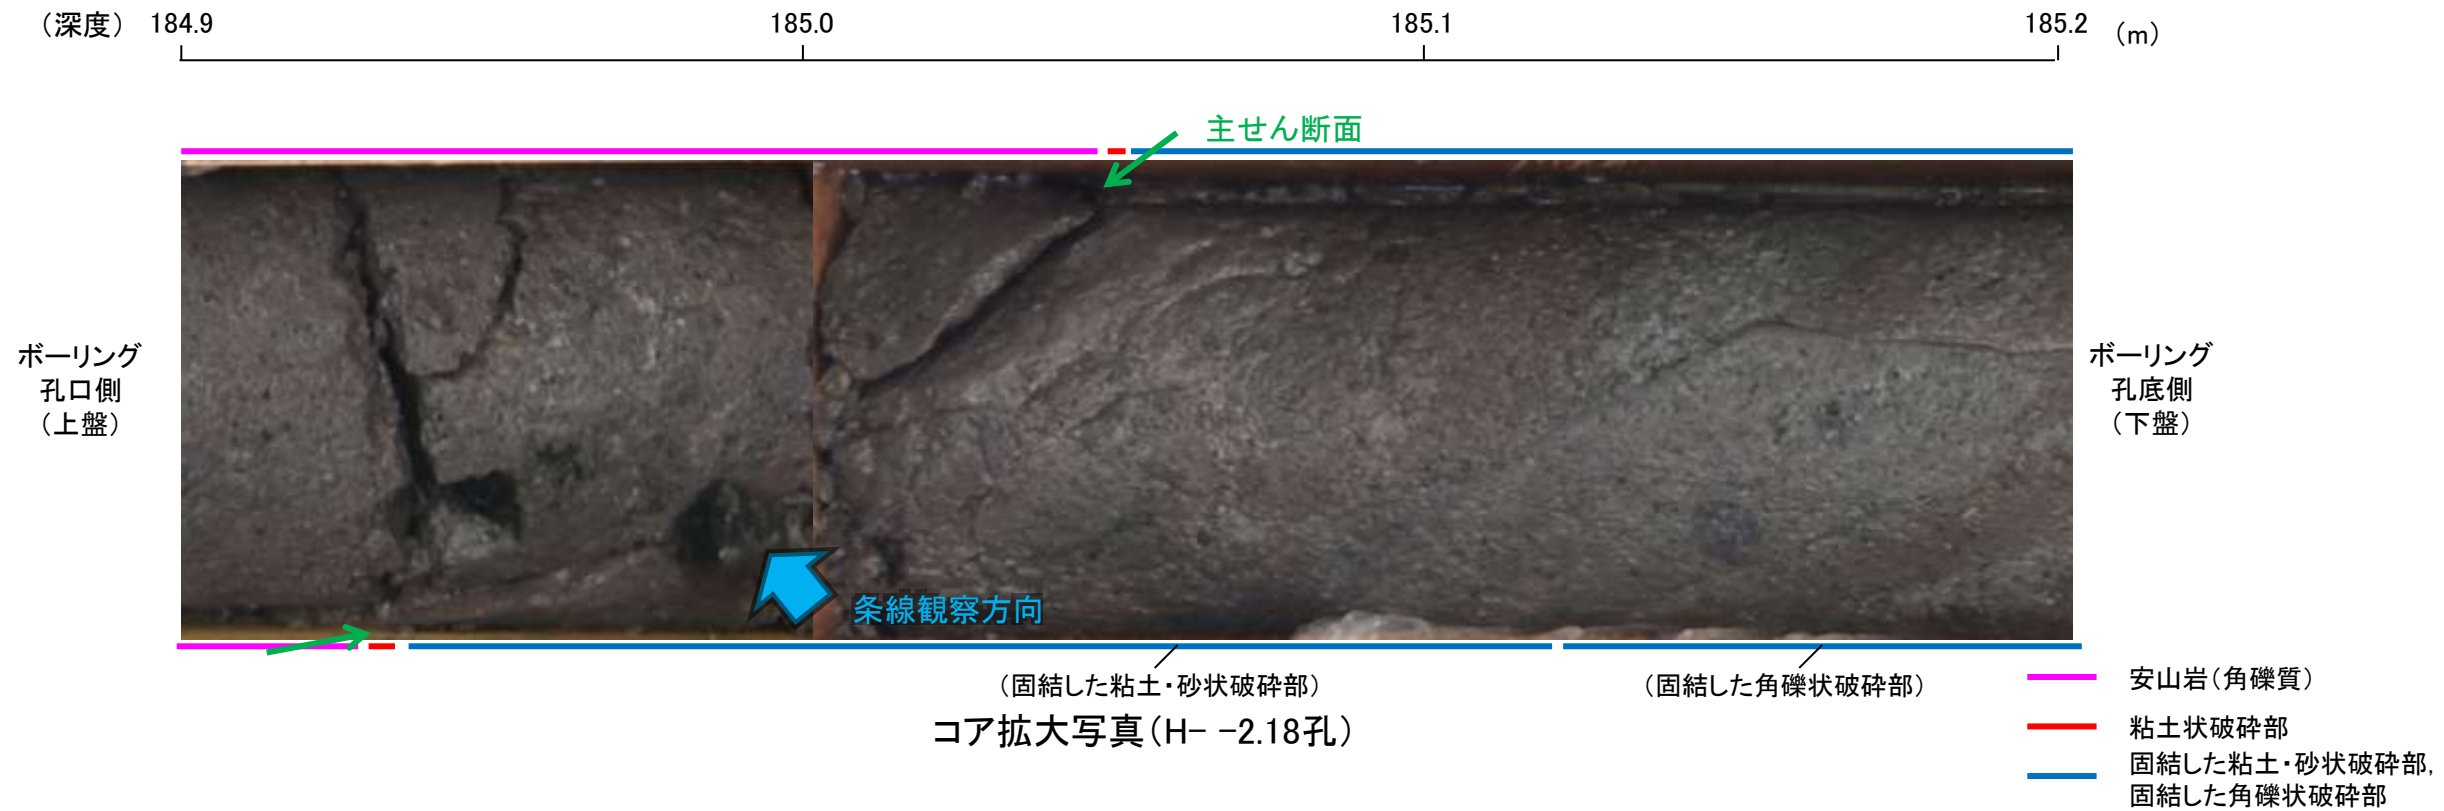 （深度） 184.9 185.0 185.1 185.2 （m）
主せん断面
ボーリング
孔口側
（上盤）
ボーリング
孔底側
（下盤）
条線観察方向
（固結した粘土・砂状破砕部）
（固結した角礫状破砕部）
コア拡大写真（H- -2.18孔）
安山岩（角礫質）
粘土状破砕部
固結した粘土・砂状破砕部,
固結した角礫状破砕部